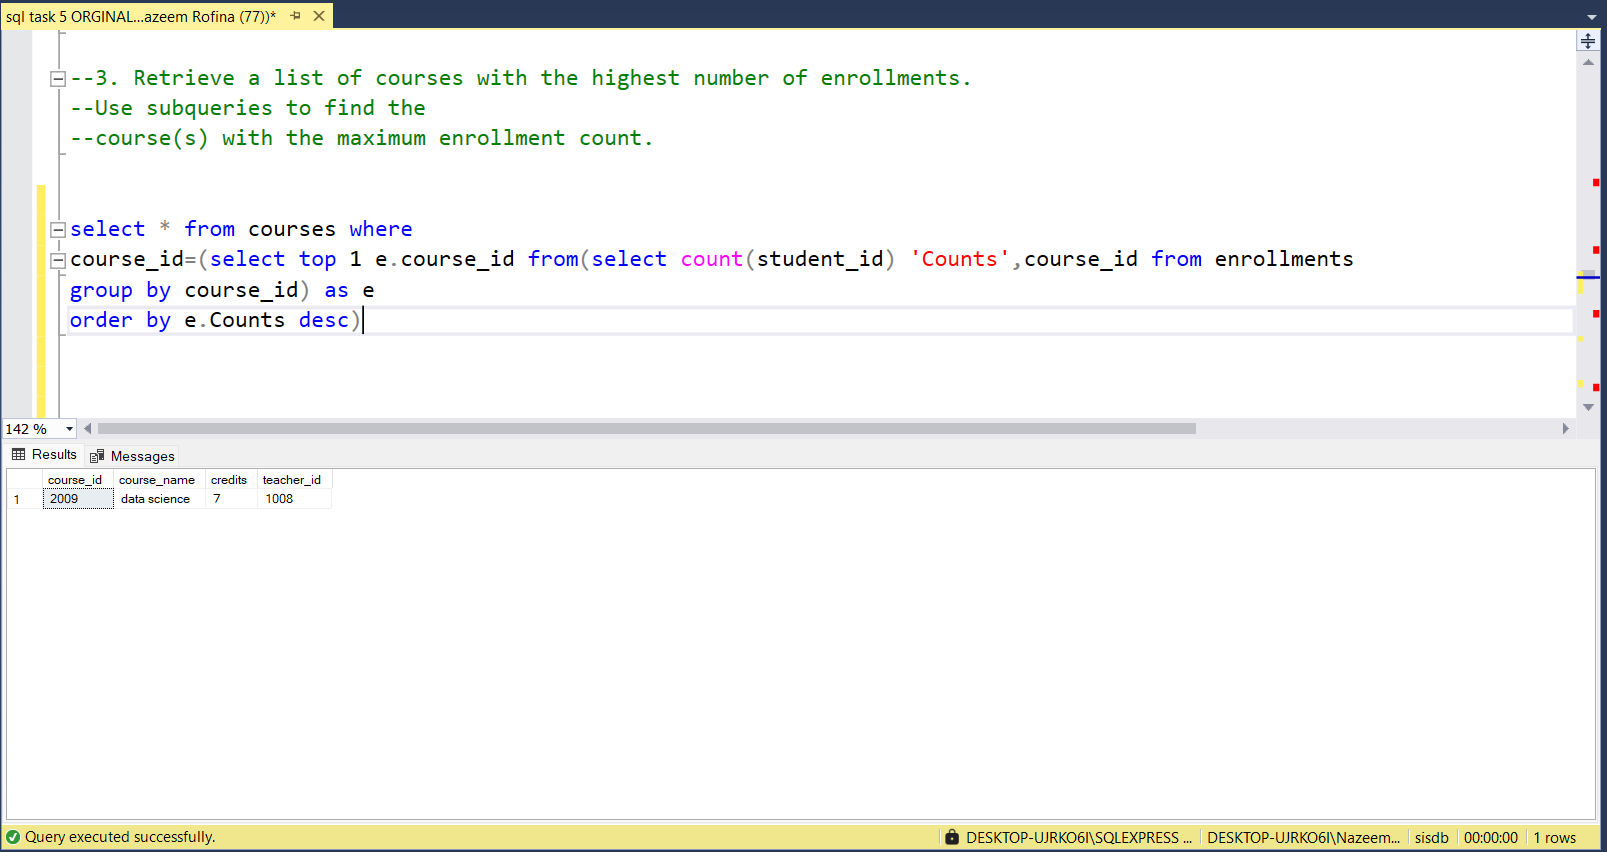 sql task 5 ORGINAL...azeem Rofina (77))*
--3. Retrieve a list of courses with the highest number of enrollments.
--Use subqueries to find the
--course(s) with the maximum enrollment count.
select * from courses where
course_id=(select top 1 e.course_id from(select count(student_id) 'Counts',course_id from enrollments
group by course_id) as e
order by e.Counts desc)
142 %
Results Messages
course_id course_name credits teacher_id
1 2009 data science 7 1008
Query executed successfully. DESKTOP-UJRKO6I\SQLEXPRESS ... DESKTOP-UJRKO6I\Nazeem... sisdb 00:00:00 1 rows